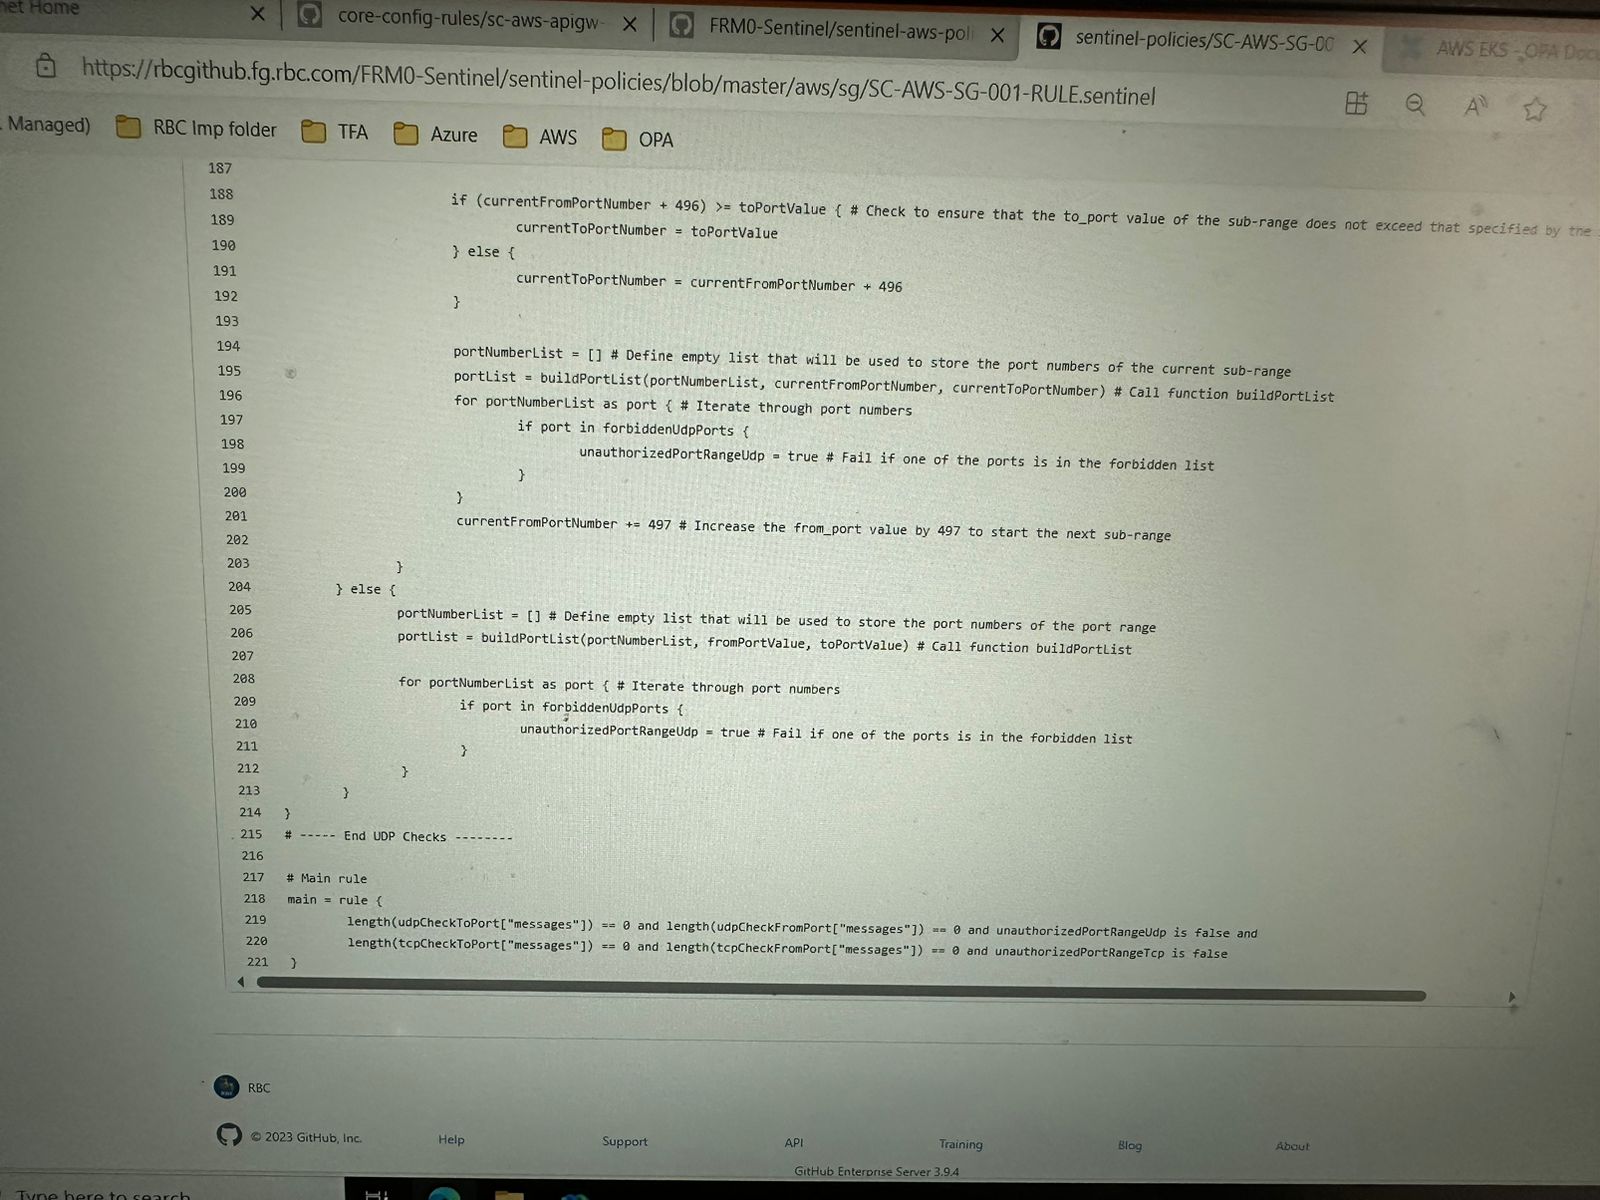 net Home
core-config-rules/sc-aws-apigw-
FRM0-Sentinel/sentinel-aws-poli
sentinel-policies/SC-AWS-SG-00
AWS EKS - OPA Docu
https://rbcgithub.fg.rbc.com/FRM0-Sentinel/sentinel-policies/blob/master/aws/sg/SC-AWS-SG-001-RULE.sentinel
Managed)
RBC Imp folder
TFA
Azure
AWS
OPA
187
188 if (currentFromPortNumber + 496) >= toPortValue { # Check to ensure that the to_port value of the sub-range does not exceed that specified by the
189 currentToPortNumber = toPortValue
190 } else {
191 currentToPortNumber = currentFromPortNumber + 496
192 }
193
194 portNumberList = [] # Define empty list that will be used to store the port numbers of the current sub-range
195 portList = buildPortList(portNumberList, currentFromPortNumber, currentToPortNumber) # Call function buildPortList
196 for portNumberList as port { # Iterate through port numbers
197 if port in forbiddenUdpPorts {
198 unauthorizedPortRangeUdp = true # Fail if one of the ports is in the forbidden list
199 }
200 }
201 currentFromPortNumber += 497 # Increase the from_port value by 497 to start the next sub-range
202
203 }
204 } else {
205 portNumberList = [] # Define empty list that will be used to store the port numbers of the port range
206 portList = buildPortList(portNumberList, fromPortValue, toPortValue) # Call function buildPortList
207
208 for portNumberList as port { # Iterate through port numbers
209 if port in forbiddenUdpPorts {
210 unauthorizedPortRangeUdp = true # Fail if one of the ports is in the forbidden list
211 }
212 }
213 }
214 }
215 # ----- End UDP Checks --------
216
217 # Main rule
218 main = rule {
219 length(udpCheckToPort["messages"]) == 0 and length(udpCheckFromPort["messages"]) == 0 and unauthorizedPortRangeUdp is false and
220 length(tcpCheckToPort["messages"]) == 0 and length(tcpCheckFromPort["messages"]) == 0 and unauthorizedPortRangeTcp is false
221 }
RBC
© 2023 GitHub, Inc.
Help
Support
API
Training
Blog
About
GitHub Enterprise Server 3.9.4
Type here to search